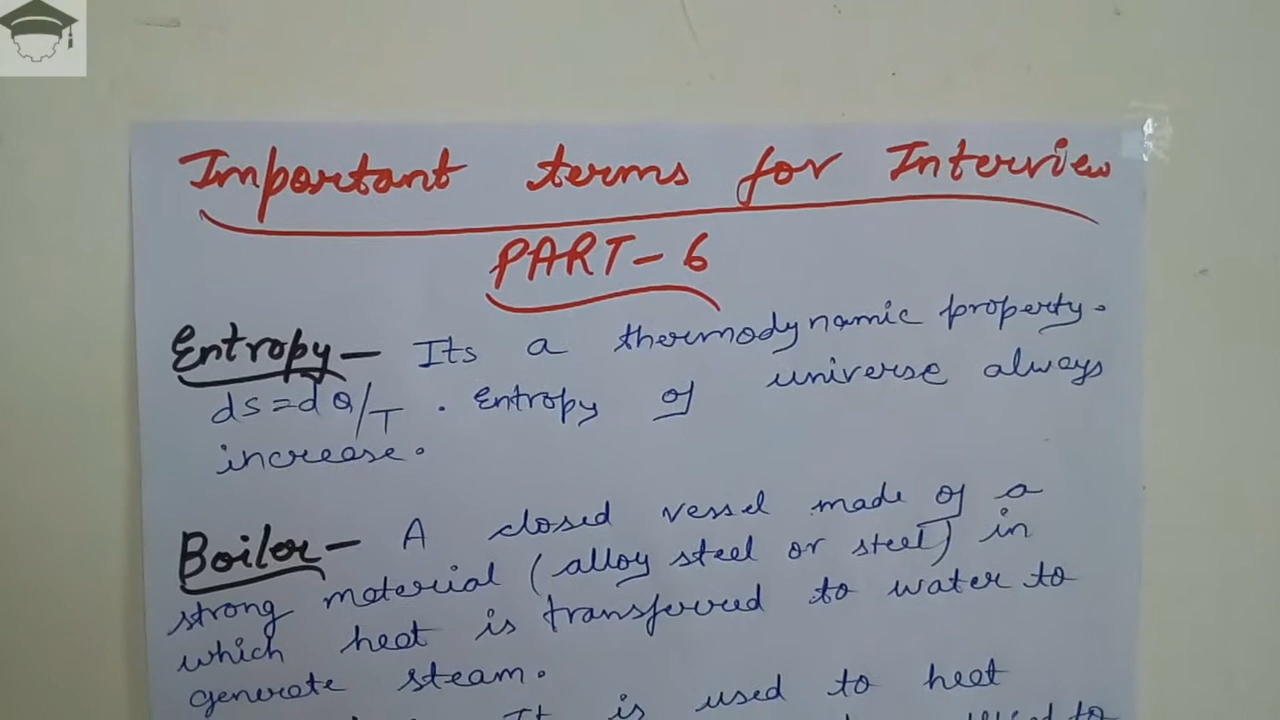 Important terms for Interview
PART-6
Entropy- Its a thermodynamic property.
ds=dQ/T . Entropy of universe always
increase.
Boiler- A closed vessel made of a
strong material (alloy steel or steel) in
which heat is transferred to water to
generate steam.
It is used to heat